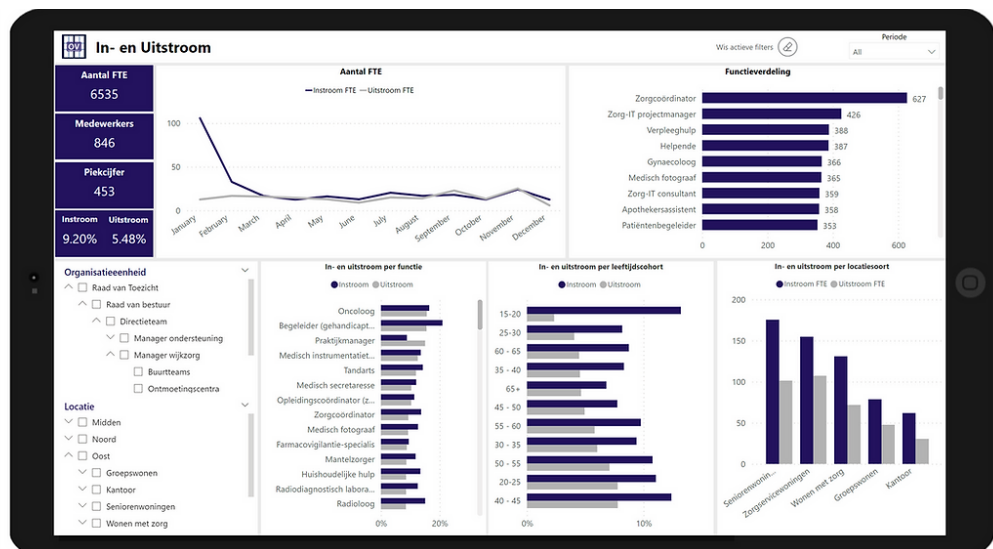 OVI
In- en Uitstroom
Wis actieve filters
Periode
All
Aantal FTE
6535
Medewerkers
846
Piekcijfer
453
Instroom Uitstroom
9.20% 5.48%
Aantal FTE
Instroom FTE Uitstroom FTE
100
50
0
January February March April May June July August September October November December
Functieverdeling
Zorgcoördinator 627
Zorg-IT projectmanager 426
Verpleeghulp 388
Helpende 387
Gynaecoloog 366
Medisch fotograaf 365
Zorg-IT consultant 359
Apothekersassistent 358
Patiëntenbegeleider 353
0 200 400 600
Organisatieeenheid
Raad van Toezicht
Raad van bestuur
Directieteam
Manager ondersteuning
Manager wijkzorg
Buurtteams
Ontmoetingscentra
Locatie
Midden
Noord
Oost
Groepswonen
Kantoor
Seniorenwoningen
Wonen met zorg
In- en uitstroom per functie
Instroom Uitstroom
Oncoloog
Begeleider (gehandicapt...
Praktijkmanager
Medisch instrumentatiet...
Tandarts
Medisch secretaresse
Opleidingscoördinator (z...
Zorgcoördinator
Medisch fotograaf
Farmacovigilantie-specialis
Mantelzorger
Huishoudelijke hulp
Radiodiagnostisch labora...
Radioloog
0% 20%
In- en uitstroom per leeftijdscohort
Instroom Uitstroom
15-20
25-30
60 - 65
35 - 40
65+
45 - 50
55 - 60
30 - 35
50 - 55
20-25
40 - 45
0% 10%
In- en uitstroom per locatiesoort
Instroom FTE Uitstroom FTE
200
150
100
50
0
Seniorenwonin... Zorgservicewoningen Wonen met zorg Groepswonen Kantoor